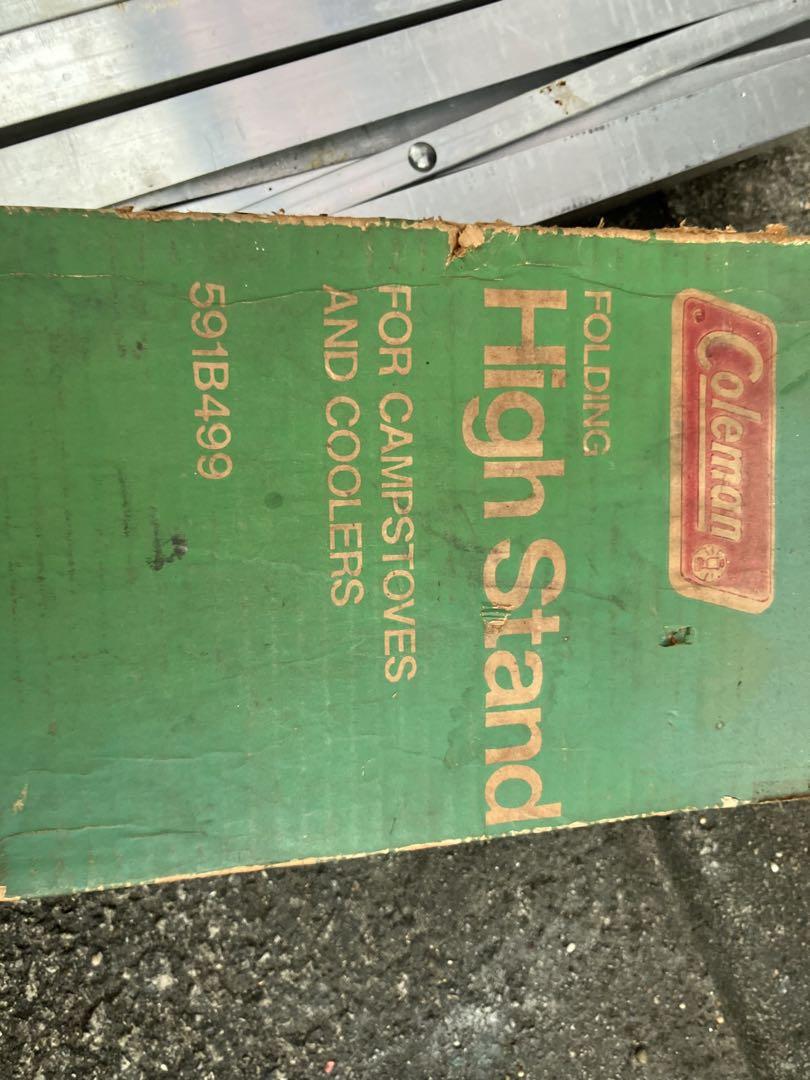 Coleman
FOLDING
High Stand
FOR CAMPSTOVES
AND COOLERS
591B499